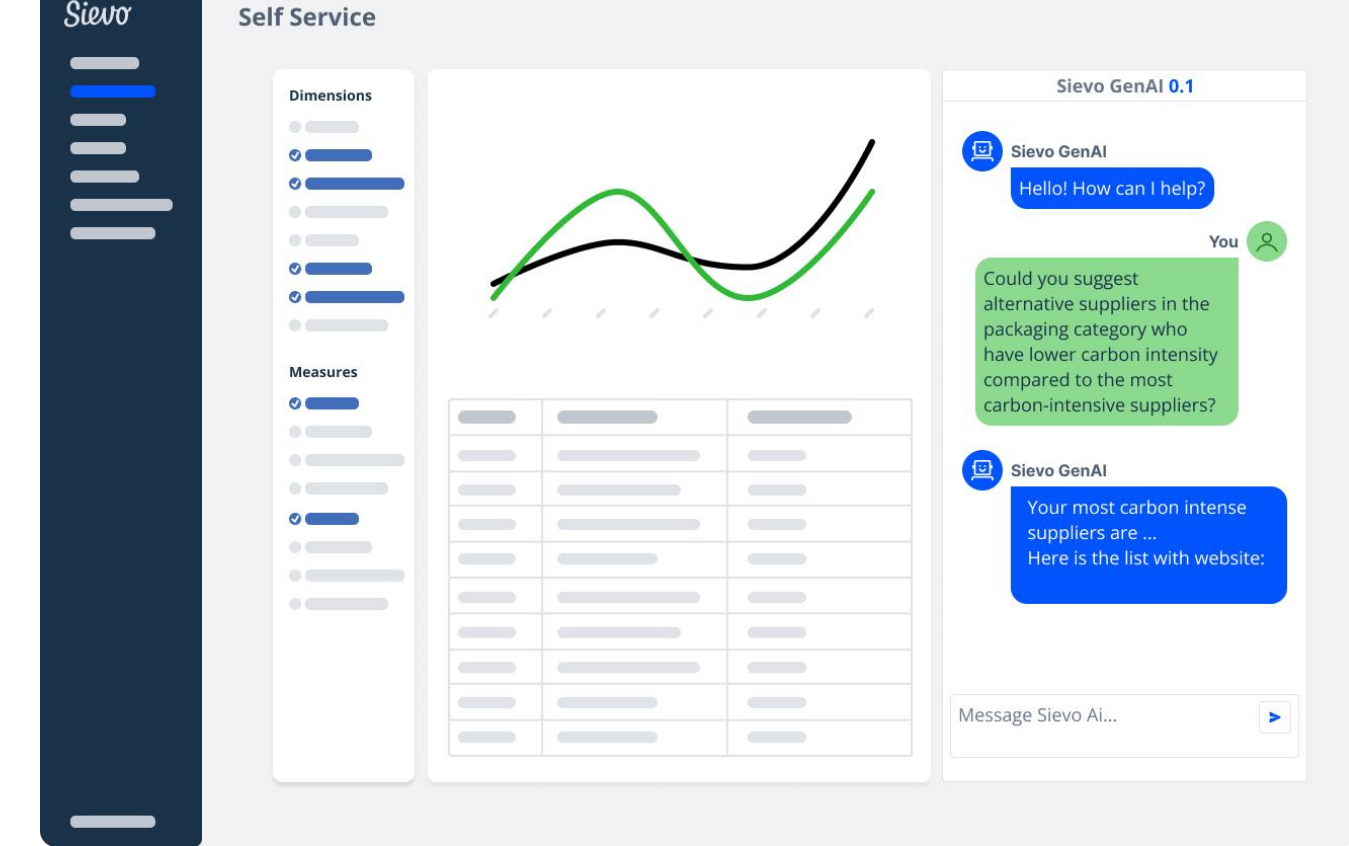 Sievo
Self Service
Dimensions
Measures
Sievo GenAI 0.1
Sievo GenAI
Hello! How can I help?
You
Could you suggest
alternative suppliers in the
packaging category who
have lower carbon intensity
compared to the most
carbon-intensive suppliers?
Sievo GenAI
Your most carbon intense
suppliers are ...
Here is the list with website:
Message Sievo Ai...